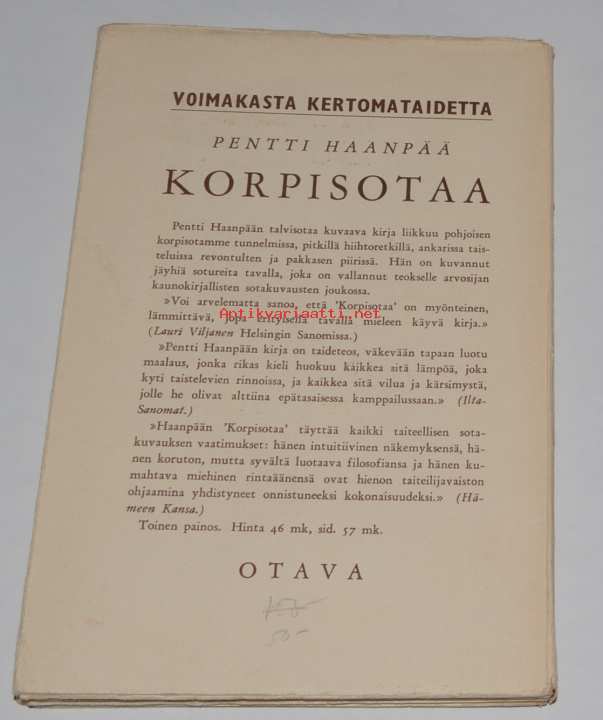 VOIMAKASTA KERTOMATAIDETTA
PENTTI HAANPÄÄ
KORPISOTAA
Pentti Haanpään talvisotaa kuvaava kirja liikkuu pohjoisen
korpisotamme tunnelmissa, pitkillä hiihtoretkillä, ankarissa tais-
teluissa revontulten ja pakkasen piirissä. Hän on kuvannut
jäyhiä sotureita tavalla, joka on vallannut teokselle arvosijan
kaunokirjallisten sotakuvausten joukossa.
»Voi arvelematta sanoa, että 'Korpisotaa' on myönteinen,
Antikvariaatti.net
lämmittävä, jopa erityisellä tavalla mieleen käyvä kirja.»
(Lauri Viljanen Helsingin Sanomissa.)
»Pentti Haanpään kirja on taideteos, väkevään tapaan luotu
maalaus, jonka rikas kieli huokuu kaikkea sitä lämpöä, joka
kyti taistelevien rinnoissa, ja kaikkea sitä vilua ja kärsimystä,
jolle he olivat alttiina epätasaisessa kamppailussaan.» (Ilta-
Sanomat.)
»Haanpään 'Korpisotaa' täyttää kaikki taiteellisen sota-
kuvauksen vaatimukset: hänen intuitiivinen näkemyksensä, hä-
nen koruton, mutta syvältä luotaava filosofiansa ja hänen ku-
mahtava miehinen rintaäänensä ovat hienon taiteilijavaiston
ohjaamina yhdistyneet onnistuneeksi kokonaisuudeksi.» (Hä-
meen Kansa.)
Toinen painos. Hinta 46 mk, sid. 57 mk.
OTAVA
50-